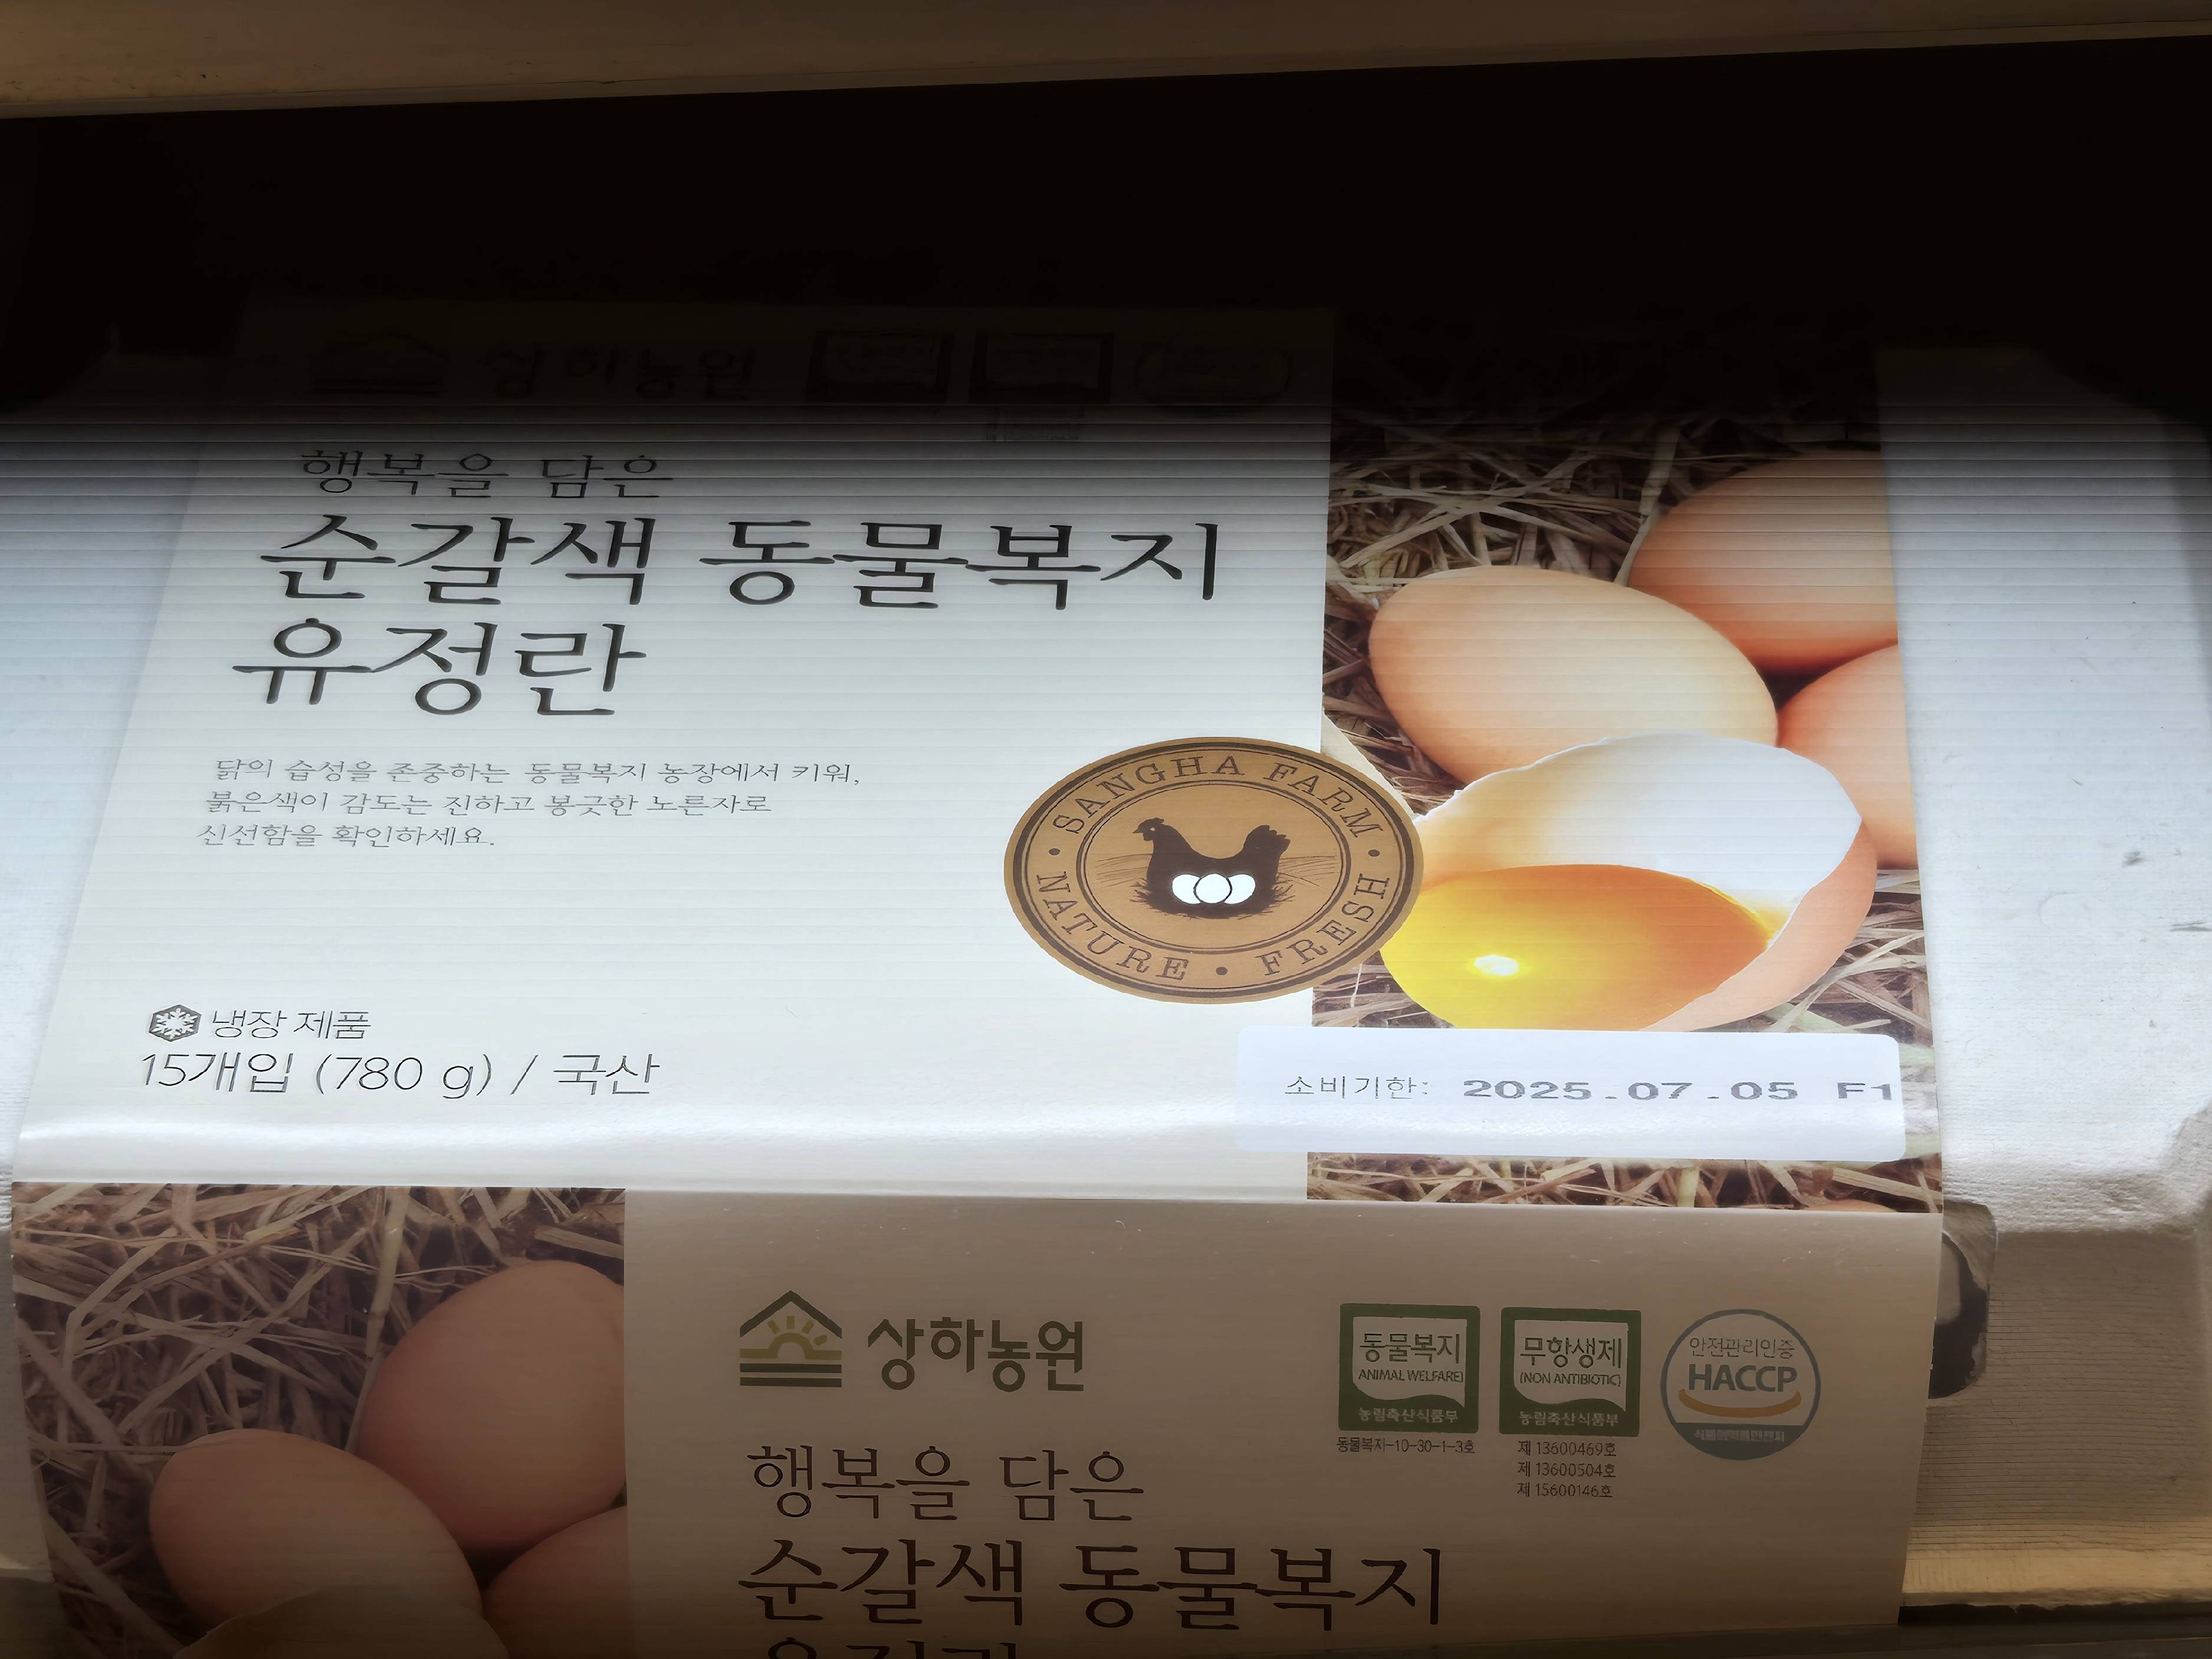 상하농원
행복을 담은
순갈색 동물복지
유정란
닭의 습성을 존중하는 동물복지 농장에서 키워,
붉은색이 감도는 진하고 봉긋한 노른자로
신선함을 확인하세요.
SANGHA FARM
NATURE • FRESH
냉장 제품
15개입 (780 g) / 국산
소비기한: 2025.07.05 F1
상하농원
동물복지
(ANIMAL WELFARE)
농림축산식품부
동물복지-10-30-1-3호
무항생제
(NON ANTIBIOTIC)
농림축산식품부
제 13600469호
제 13600504호
제 15600146호
안전관리인증
HACCP
행복을 담은
순갈색 동물복지